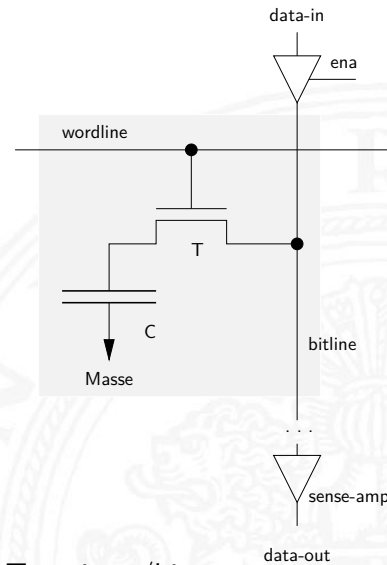 data-in
ena
wordline
T
C
bitline
Masse
. . .
sense-amp
data-out